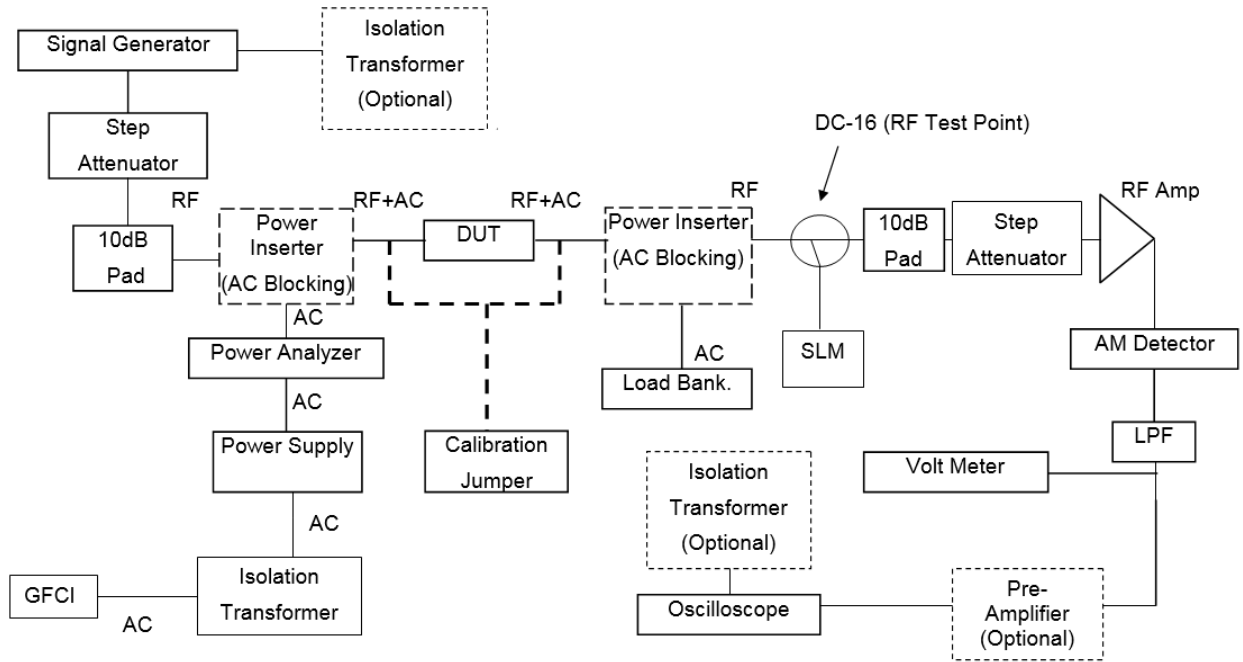 Signal Generator
Isolation
Transformer
(Optional)
Step
Attenuator
DC-16 (RF Test Point)
RF
10dB
Pad
Power
Inserter
(AC Blocking)
RF+AC
DUT
RF+AC
Power Inserter
(AC Blocking)
RF
10dB
Pad
Step
Attenuator
RF Amp
AC
Power Analyzer
AC
Power Supply
AC
Isolation
Transformer
GFCI
AC
Calibration
Jumper
AC
Load Bank.
SLM
AM Detector
LPF
Volt Meter
Isolation
Transformer
(Optional)
Oscilloscope
Pre-
Amplifier
(Optional)